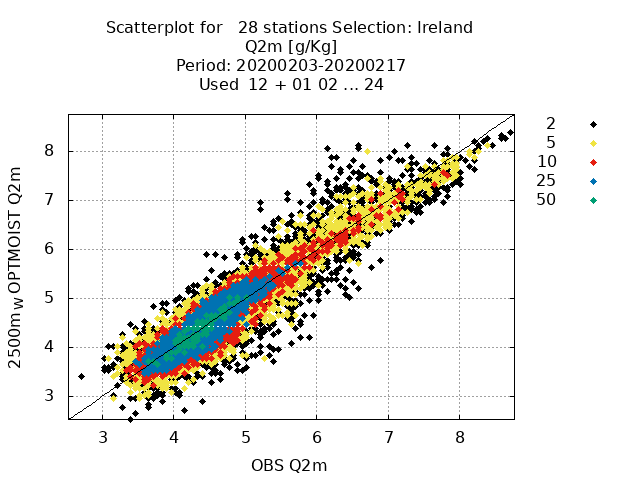 Scatterplot for 28 stations Selection: Ireland
Q2m [g/Kg]
Period: 20200203-20200217
Used 12 + 01 02 ... 24
2
5
10
25
50
8
7
6
5
4
3
2500m_W OPTMOIST Q2m
3 4 5 6 7 8
OBS Q2m